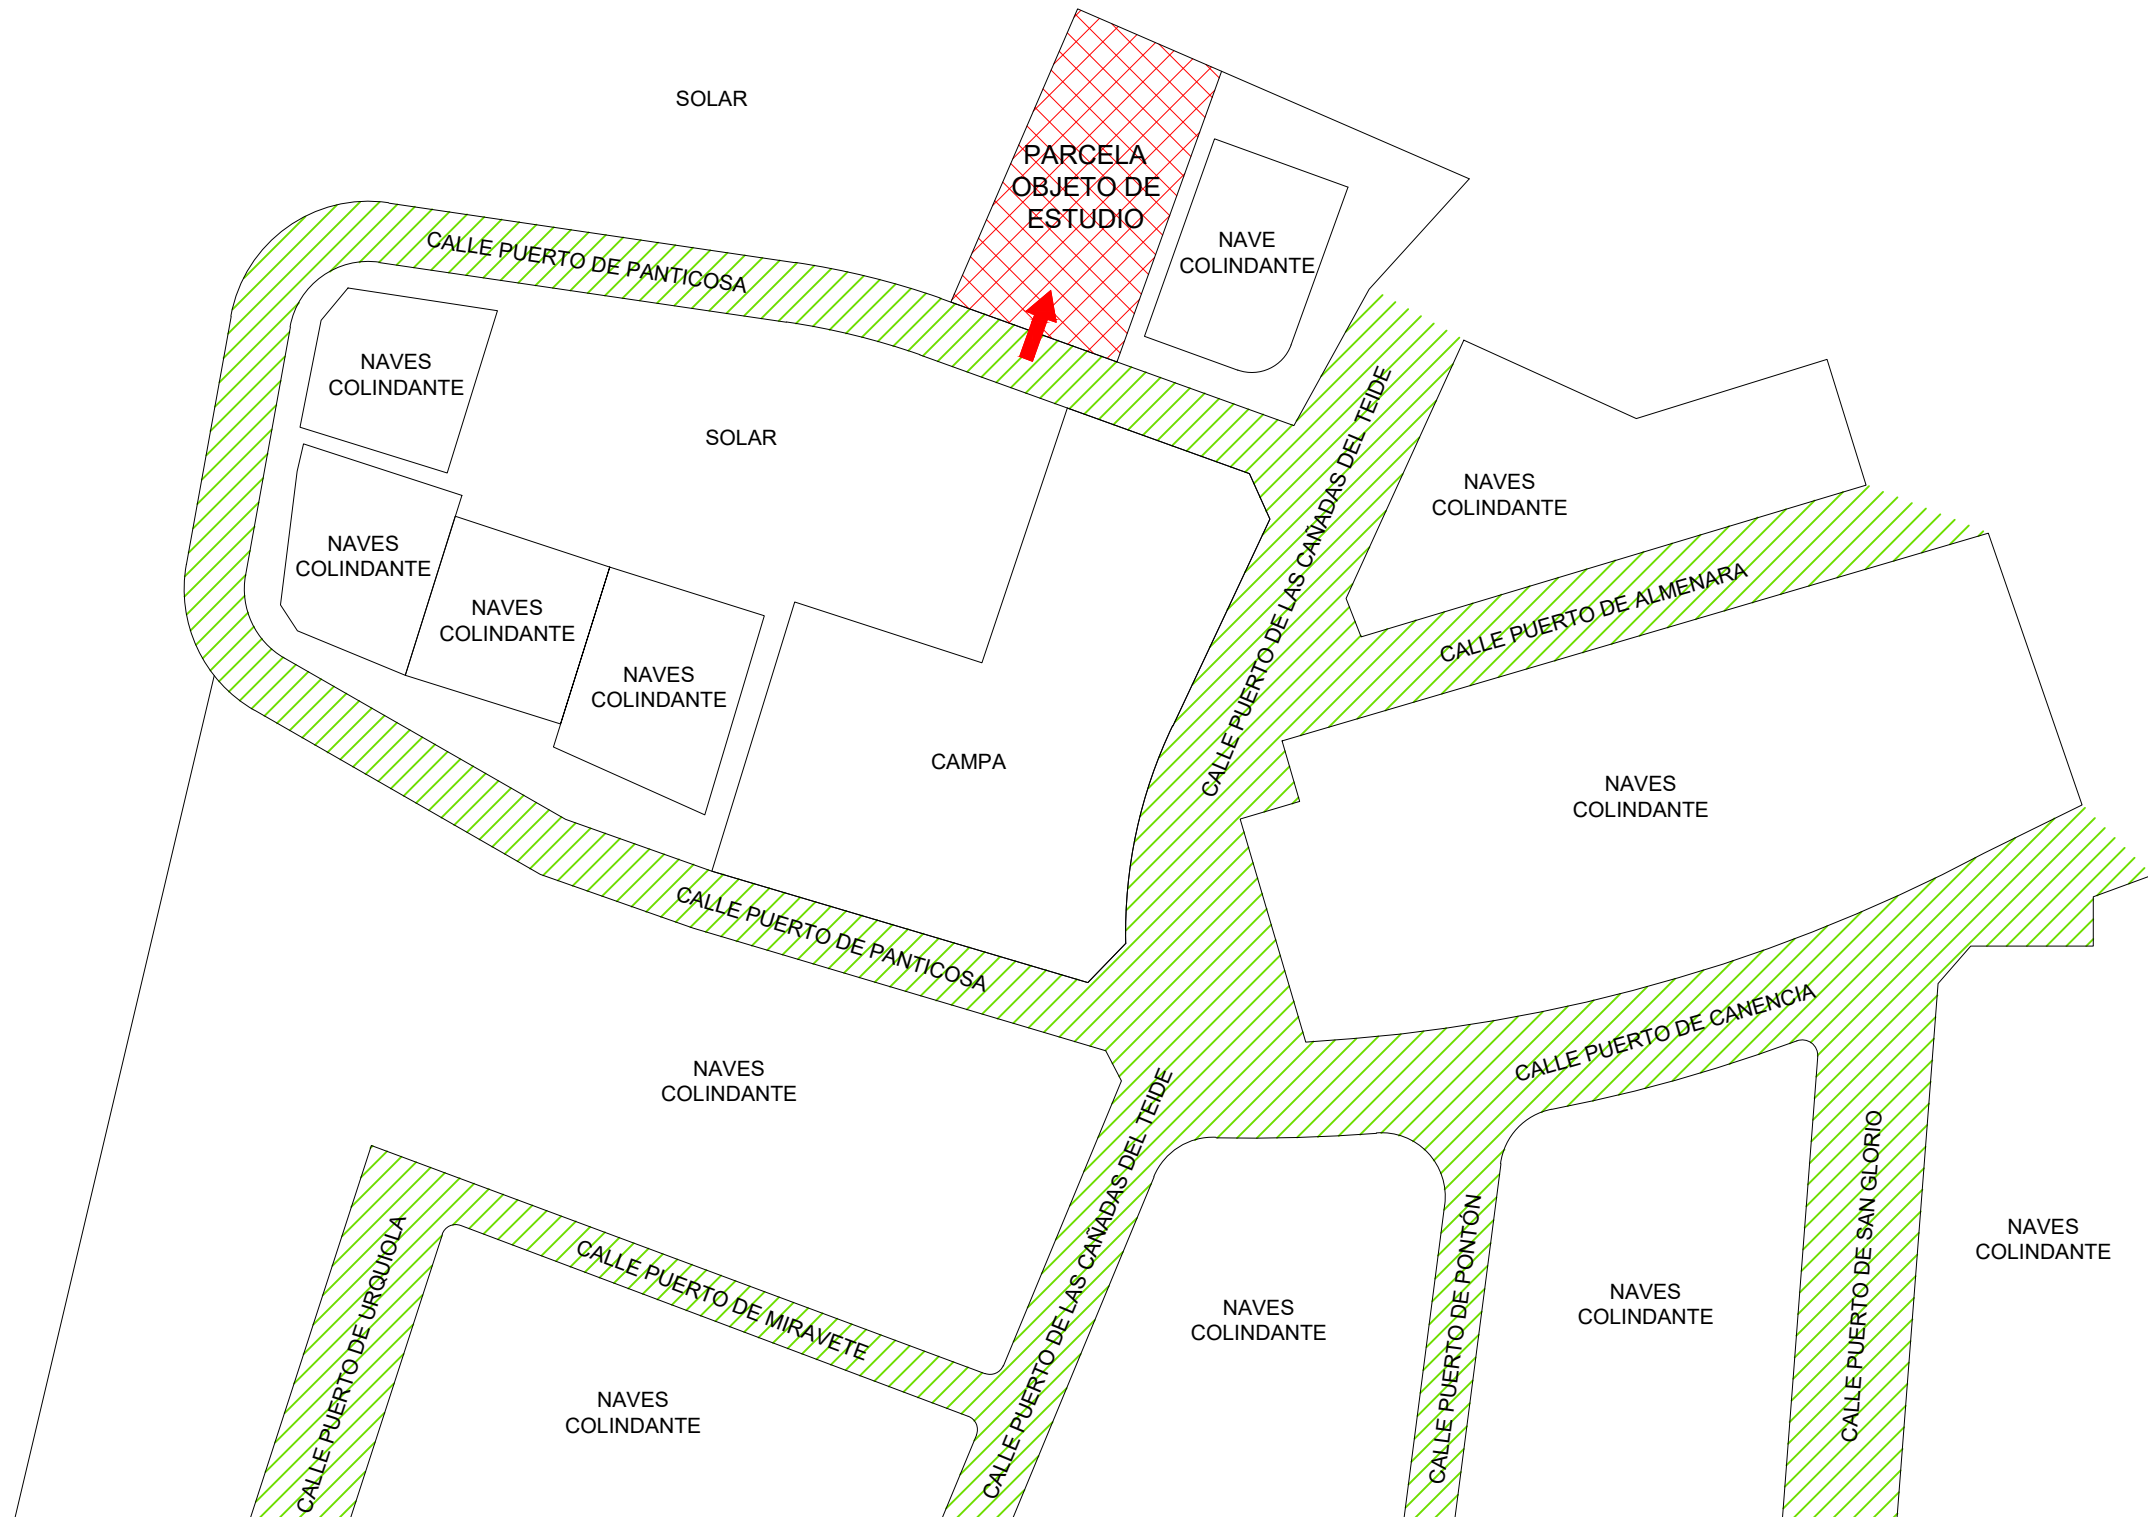 SOLAR
PARCELA
OBJETO DE
ESTUDIO
NAVE
COLINDANTE
CALLE PUERTO DE PANTICOSA
NAVES
COLINDANTE
SOLAR
CALLE PUERTO DE LAS CAÑADAS DEL TEIDE
NAVES
COLINDANTE
NAVES
COLINDANTE
NAVES
COLINDANTE
CALLE PUERTO DE ALMENARA
NAVES
COLINDANTE
CAMPA
NAVES
COLINDANTE
CALLE PUERTO DE PANTICOSA
CALLE PUERTO DE CANENCIA
NAVES
COLINDANTE
CALLE PUERTO DE LAS CAÑADAS DEL TEIDE
CALLE PUERTO DE SAN GLORIO
NAVES
COLINDANTE
CALLE PUERTO DE URQUIOLA
CALLE PUERTO DE MIRAVETE
CALLE PUERTO DE PONTÓN
NAVES
COLINDANTE
NAVES
COLINDANTE
NAVES
COLINDANTE